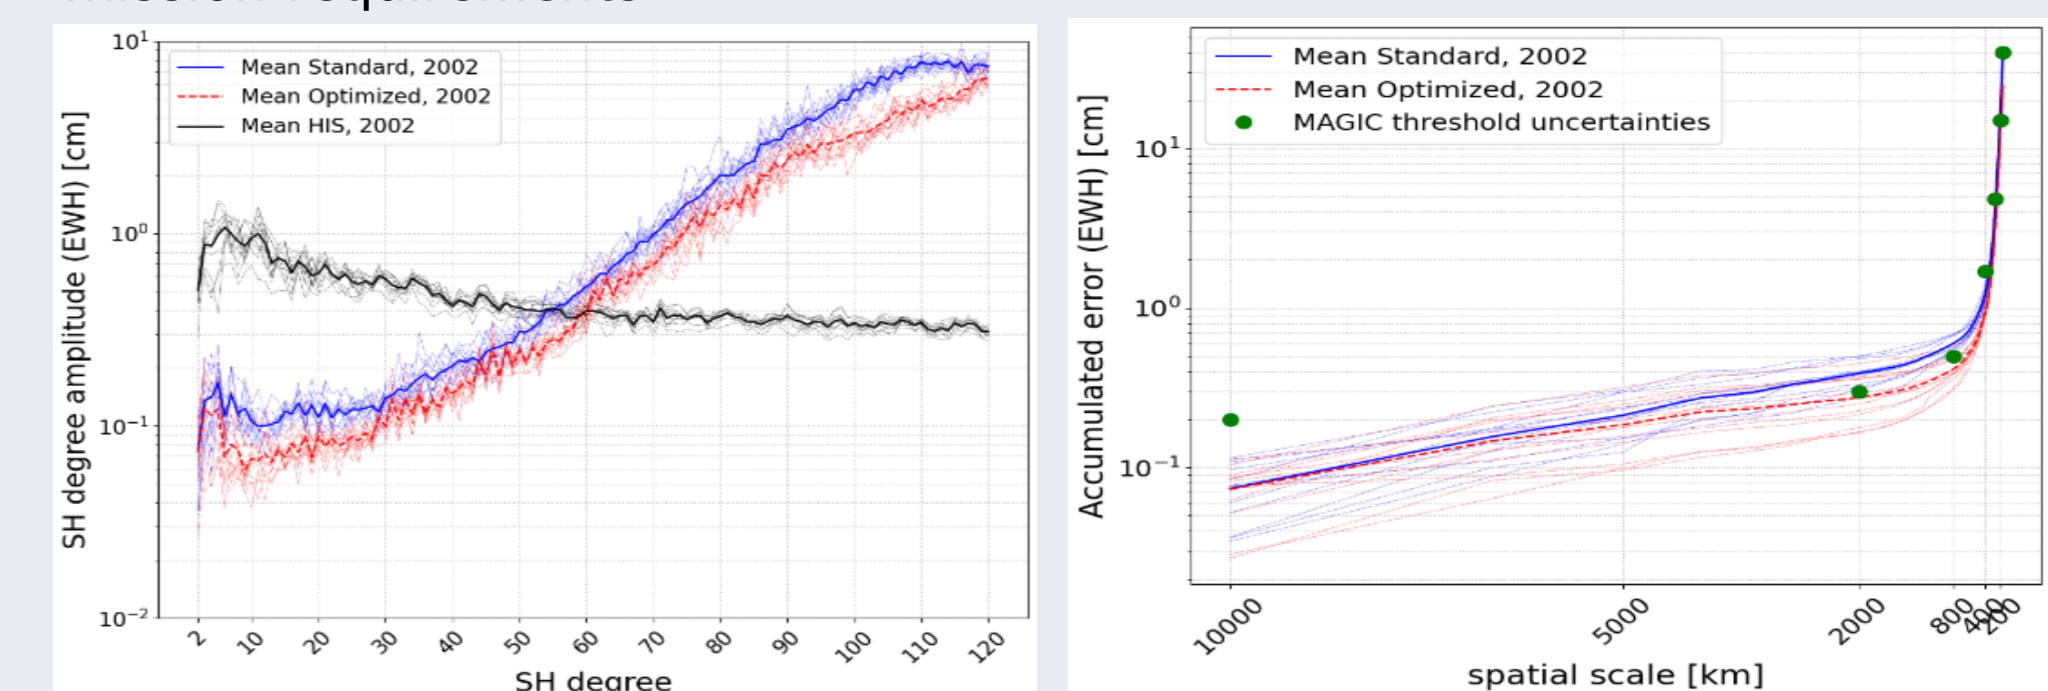 10¹
10⁰
10⁻¹
10⁻²
SH degree amplitude (EWH) [cm]
Mean Standard, 2002
Mean Optimized, 2002
Mean HIS, 2002
2 10 20 30 40 50 60 70 80 90 100 110 120
SH degree
10¹
10⁰
10⁻¹
Accumulated error (EWH) [cm]
Mean Standard, 2002
Mean Optimized, 2002
MAGIC threshold uncertainties
10000 5000 2000 800 400 200
spatial scale [km]